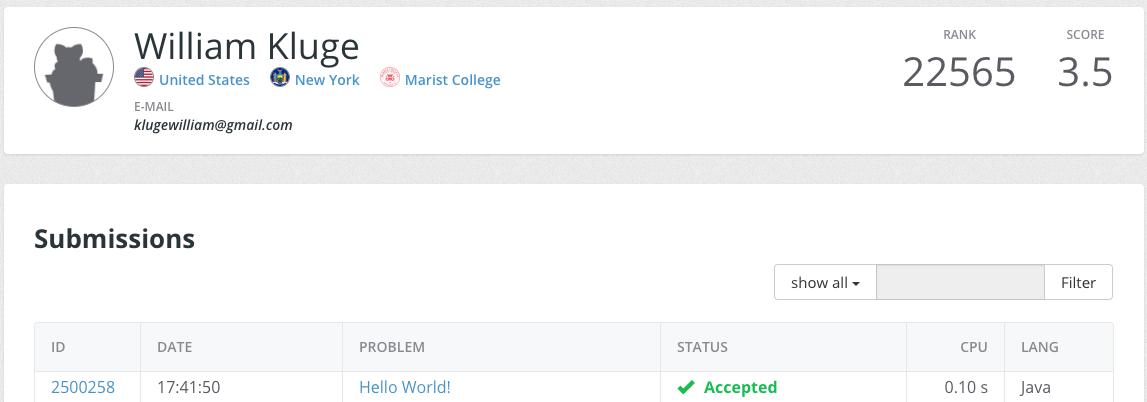 William Kluge
United States New York Marist College
E-MAIL
klugewilliam@gmail.com
RANK
22565
SCORE
3.5
Submissions
show all Filter
ID DATE PROBLEM STATUS CPU LANG
2500258 17:41:50 Hello World! Accepted 0.10 s Java